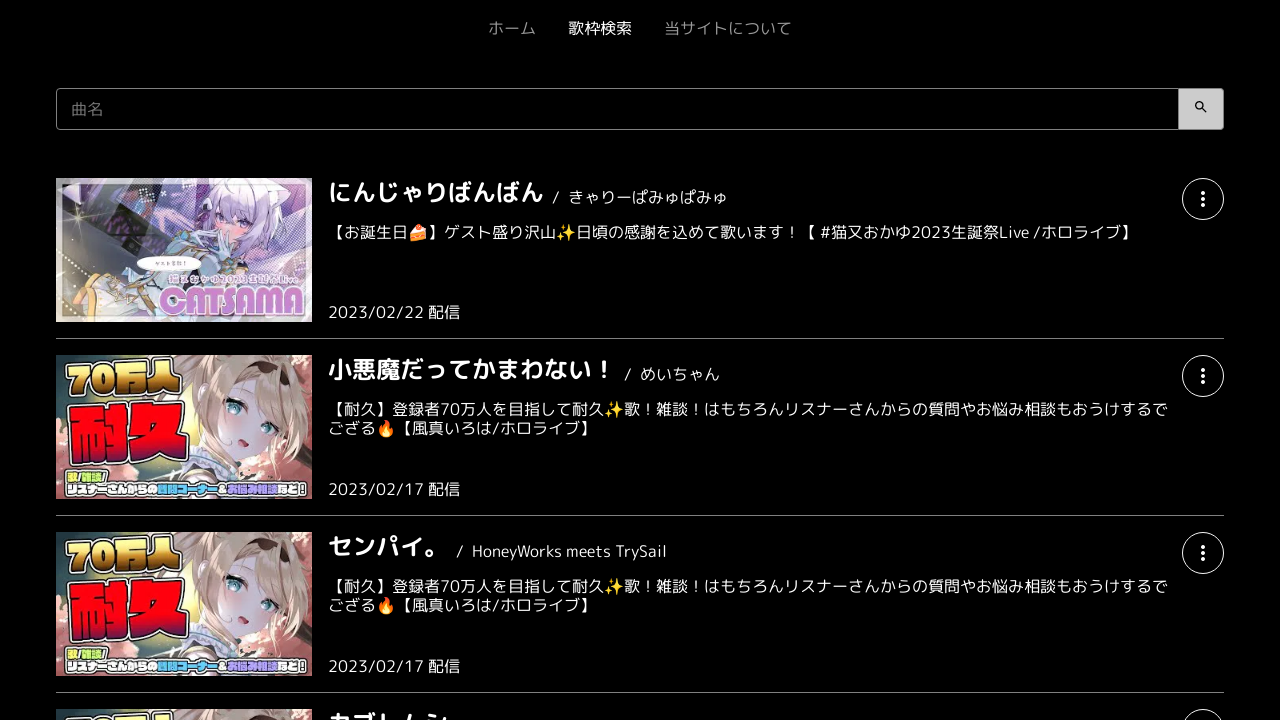 ホーム 歌枠検索 当サイトについて
曲名
にんじゃりばんばん / きゃりーぱみゅぱみゅ
【お誕生日🍰】ゲスト盛り沢山✨日頃の感謝を込めて歌います！【 #猫又おかゆ2023生誕祭Live /ホロライブ】
猫又おかゆ2023生誕祭Live
CATSAMA
2023/02/22 配信
小悪魔だってかまわない！ / めいちゃん
【耐久】登録者70万人を目指して耐久✨歌！雑談！はもちろんリスナーさんからの質問やお悩み相談もおうけするで
ござる🔥【風真いろは/ホロライブ】
70万人
耐久
歌/雑談/
リスナーさんからの質問コーナー&お悩み相談など！
2023/02/17 配信
センパイ。 / HoneyWorks meets TrySail
【耐久】登録者70万人を目指して耐久✨歌！雑談！はもちろんリスナーさんからの質問やお悩み相談もおうけするで
ござる🔥【風真いろは/ホロライブ】
70万人
耐久
歌/雑談/
リスナーさんからの質問コーナー&お悩み相談など！
2023/02/17 配信